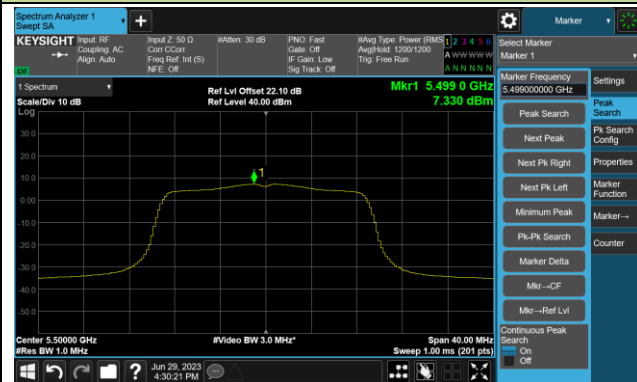 Spectrum Analyzer 1
Swept SA
+
Marker
KEYSIGHT
Input: RF
Coupling: AC
Align: Auto
Input Z: 50 Ω
Corr CCorr
Freq Ref: Int (S)
NFE: Off
#Atten: 30 dB
PNO: Fast
Gate: Off
IF Gain: Low
Sig Track: Off
#Avg Type: Power (RMS)
Avg|Hold: 1200/1200
Trig: Free Run
1 2 3 4 5 6
A W W W W W
A N N N N N
LXI
Select Marker
Marker 1
1 Spectrum
Scale/Div 10 dB
Log
Ref Lvl Offset 22.10 dB
Ref Level 40.00 dBm
Mkr1 5.499 0 GHz
7.330 dBm
30.0
20.0
10.0
0.00
-10.0
-20.0
-30.0
-40.0
-50.0
1
Center 5.50000 GHz
#Res BW 1.0 MHz
#Video BW 3.0 MHz*
Span 40.00 MHz
Sweep 1.00 ms (201 pts)
Marker Frequency
5.499000000 GHz
Peak Search
Next Peak
Next Pk Right
Next Pk Left
Minimum Peak
Pk-Pk Search
Marker Delta
Mkr→CF
Mkr→Ref Lvl
Continuous Peak
Search
On
Off
Settings
Peak
Search
Pk Search
Config
Properties
Marker
Function
Marker→
Counter
?
Jun 29, 2023
4:30:21 PM